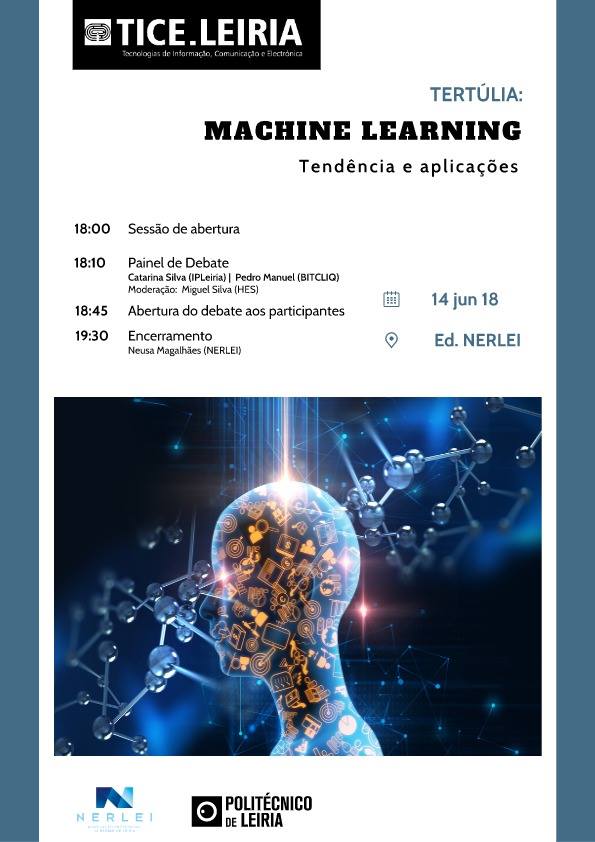 TICE.LEIRIA
Tecnologias de Informação, Comunicação e Electrónica
TERTÚLIA:
MACHINE LEARNING
Tendência e aplicações
18:00 Sessão de abertura
18:10 Painel de Debate
Catarina Silva (IPLeiria) | Pedro Manuel (BITCLIQ)
Moderação: Miguel Silva (HES)
18:45 Abertura do debate aos participantes
19:30 Encerramento
Neusa Magalhães (NERLEI)
14 jun 18
Ed. NERLEI
NERLEI
POLITÉCNICO
DE LEIRIA